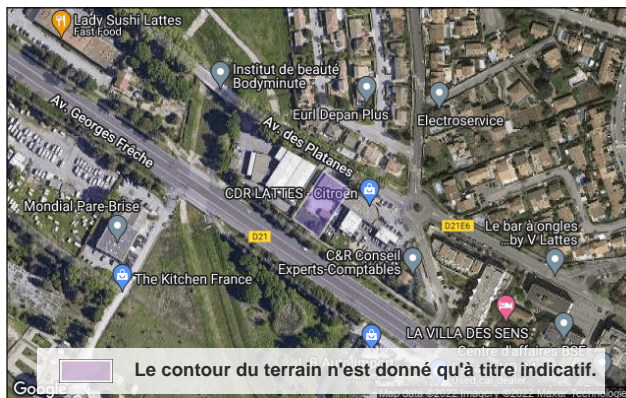 Lady Sushi Lattes
Fast Food
Institut de beauté
Bodyminute
Eurl Depan Plus
Electroservice
Av. Georges Frêche
Av. des Platanes
CDR LATTES - Citroën
Mondial Pare-Brise
D21
D21E6
Le bar à ongles
...by V Lattes
C&R Conseil
Experts-Comptables
The Kitchen France
LA VILLA DES SENS
Centre d'affaires BSE
Le contour du terrain n'est donné qu'à titre indicatif.
Used car dealer
Google
Map data ©2022 Imagery ©2022 Maxar Technologie